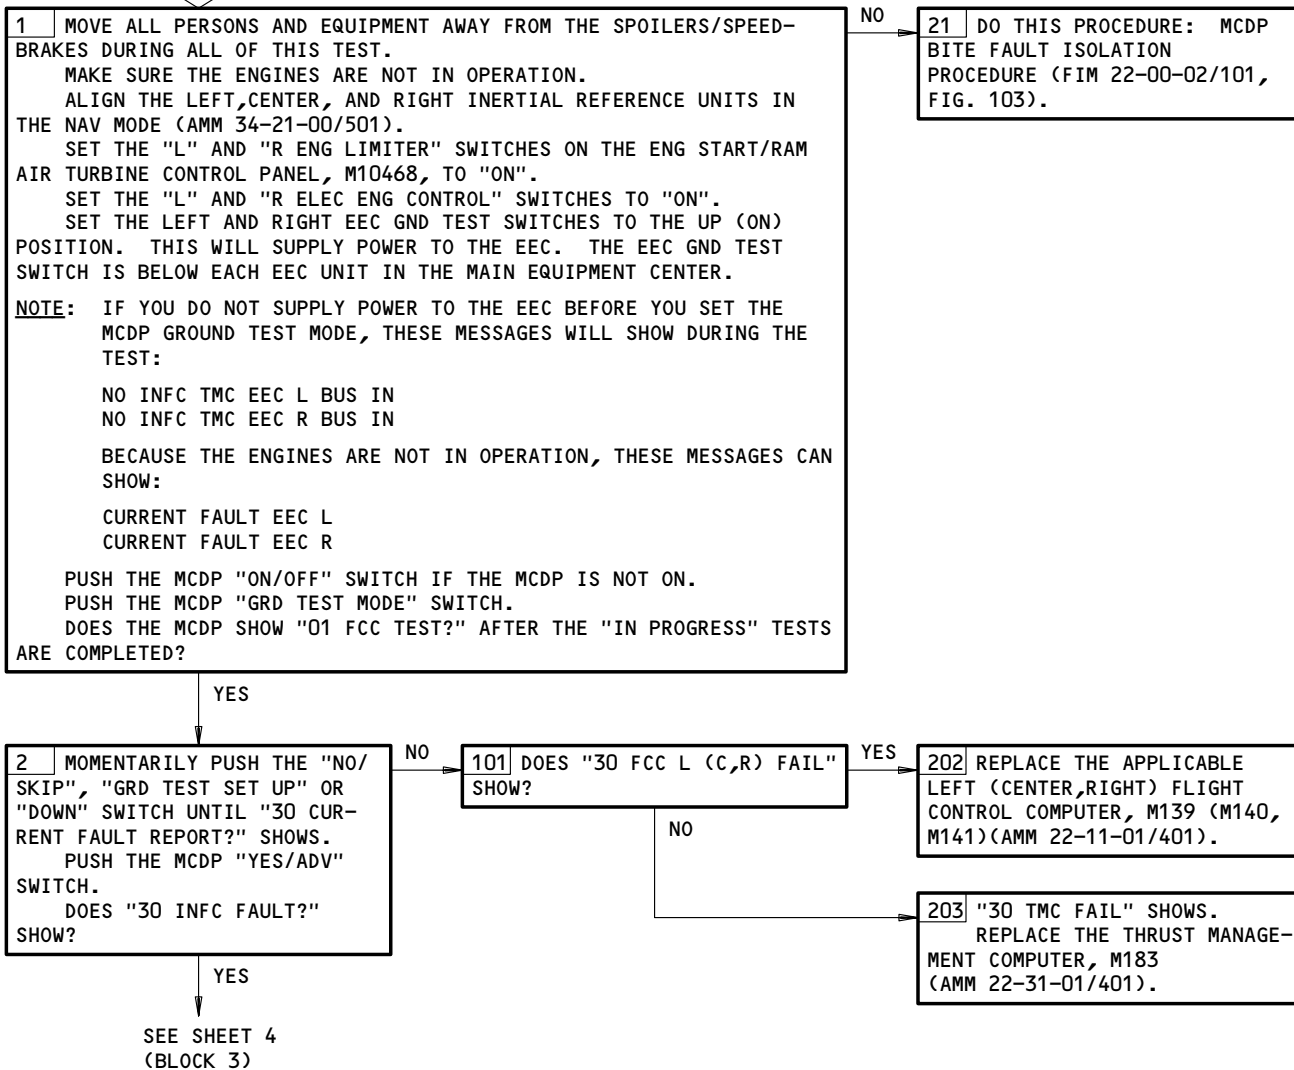 1 MOVE ALL PERSONS AND EQUIPMENT AWAY FROM THE SPOILERS/SPEED-
BRAKES DURING ALL OF THIS TEST.
MAKE SURE THE ENGINES ARE NOT IN OPERATION.
ALIGN THE LEFT,CENTER, AND RIGHT INERTIAL REFERENCE UNITS IN
THE NAV MODE (AMM 34-21-00/501).
SET THE "L" AND "R ENG LIMITER" SWITCHES ON THE ENG START/RAM
AIR TURBINE CONTROL PANEL, M10468, TO "ON".
SET THE "L" AND "R ELEC ENG CONTROL" SWITCHES TO "ON".
SET THE LEFT AND RIGHT EEC GND TEST SWITCHES TO THE UP (ON)
POSITION. THIS WILL SUPPLY POWER TO THE EEC. THE EEC GND TEST
SWITCH IS BELOW EACH EEC UNIT IN THE MAIN EQUIPMENT CENTER.
NOTE: IF YOU DO NOT SUPPLY POWER TO THE EEC BEFORE YOU SET THE
MCDP GROUND TEST MODE, THESE MESSAGES WILL SHOW DURING THE
TEST:
NO INFC TMC EEC L BUS IN
NO INFC TMC EEC R BUS IN
BECAUSE THE ENGINES ARE NOT IN OPERATION, THESE MESSAGES CAN
SHOW:
CURRENT FAULT EEC L
CURRENT FAULT EEC R
PUSH THE MCDP "ON/OFF" SWITCH IF THE MCDP IS NOT ON.
PUSH THE MCDP "GRD TEST MODE" SWITCH.
DOES THE MCDP SHOW "01 FCC TEST?" AFTER THE "IN PROGRESS" TESTS
ARE COMPLETED?
NO
21 DO THIS PROCEDURE: MCDP
BITE FAULT ISOLATION
PROCEDURE (FIM 22-00-02/101,
FIG. 103).
YES
2 MOMENTARILY PUSH THE "NO/
SKIP", "GRD TEST SET UP" OR
"DOWN" SWITCH UNTIL "30 CUR-
RENT FAULT REPORT?" SHOWS.
PUSH THE MCDP "YES/ADV"
SWITCH.
DOES "30 INFC FAULT?"
SHOW?
NO
101 DOES "30 FCC L (C,R) FAIL"
SHOW?
YES
202 REPLACE THE APPLICABLE
LEFT (CENTER,RIGHT) FLIGHT
CONTROL COMPUTER, M139 (M140,
M141)(AMM 22-11-01/401).
NO
203 "30 TMC FAIL" SHOWS.
REPLACE THE THRUST MANAGE-
MENT COMPUTER, M183
(AMM 22-31-01/401).
YES
SEE SHEET 4
(BLOCK 3)